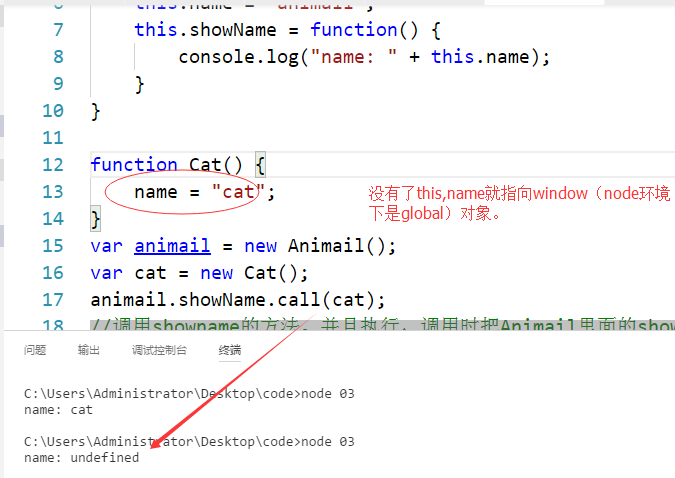 6 this.name = "animail";
7 this.showName = function() {
8 console.log("name: " + this.name);
9 }
10 }
11
12 function Cat() {
13 name = "cat";
没有了this,name就指向window（node环境
下是global）对象。
14 }
15 var animail = new Animail();
16 var cat = new Cat();
17 animail.showName.call(cat);
18 //调用showname的方法，并且执行，调用时把Animail里面的show
问题 输出 调试控制台 终端
C:\Users\Administrator\Desktop\code>node 03
name: cat
C:\Users\Administrator\Desktop\code>node 03
name: undefined